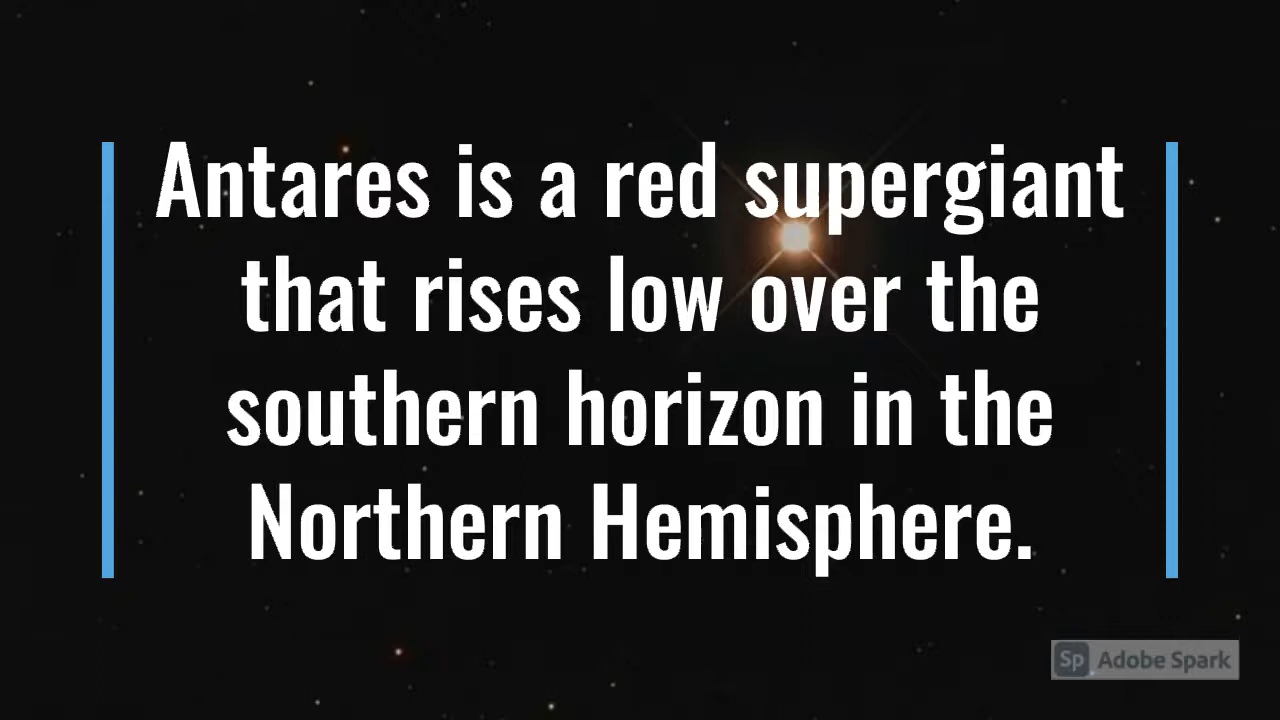 Antares is a red supergiant
that rises low over the
southern horizon in the
Northern Hemisphere.
Sp Adobe Spark